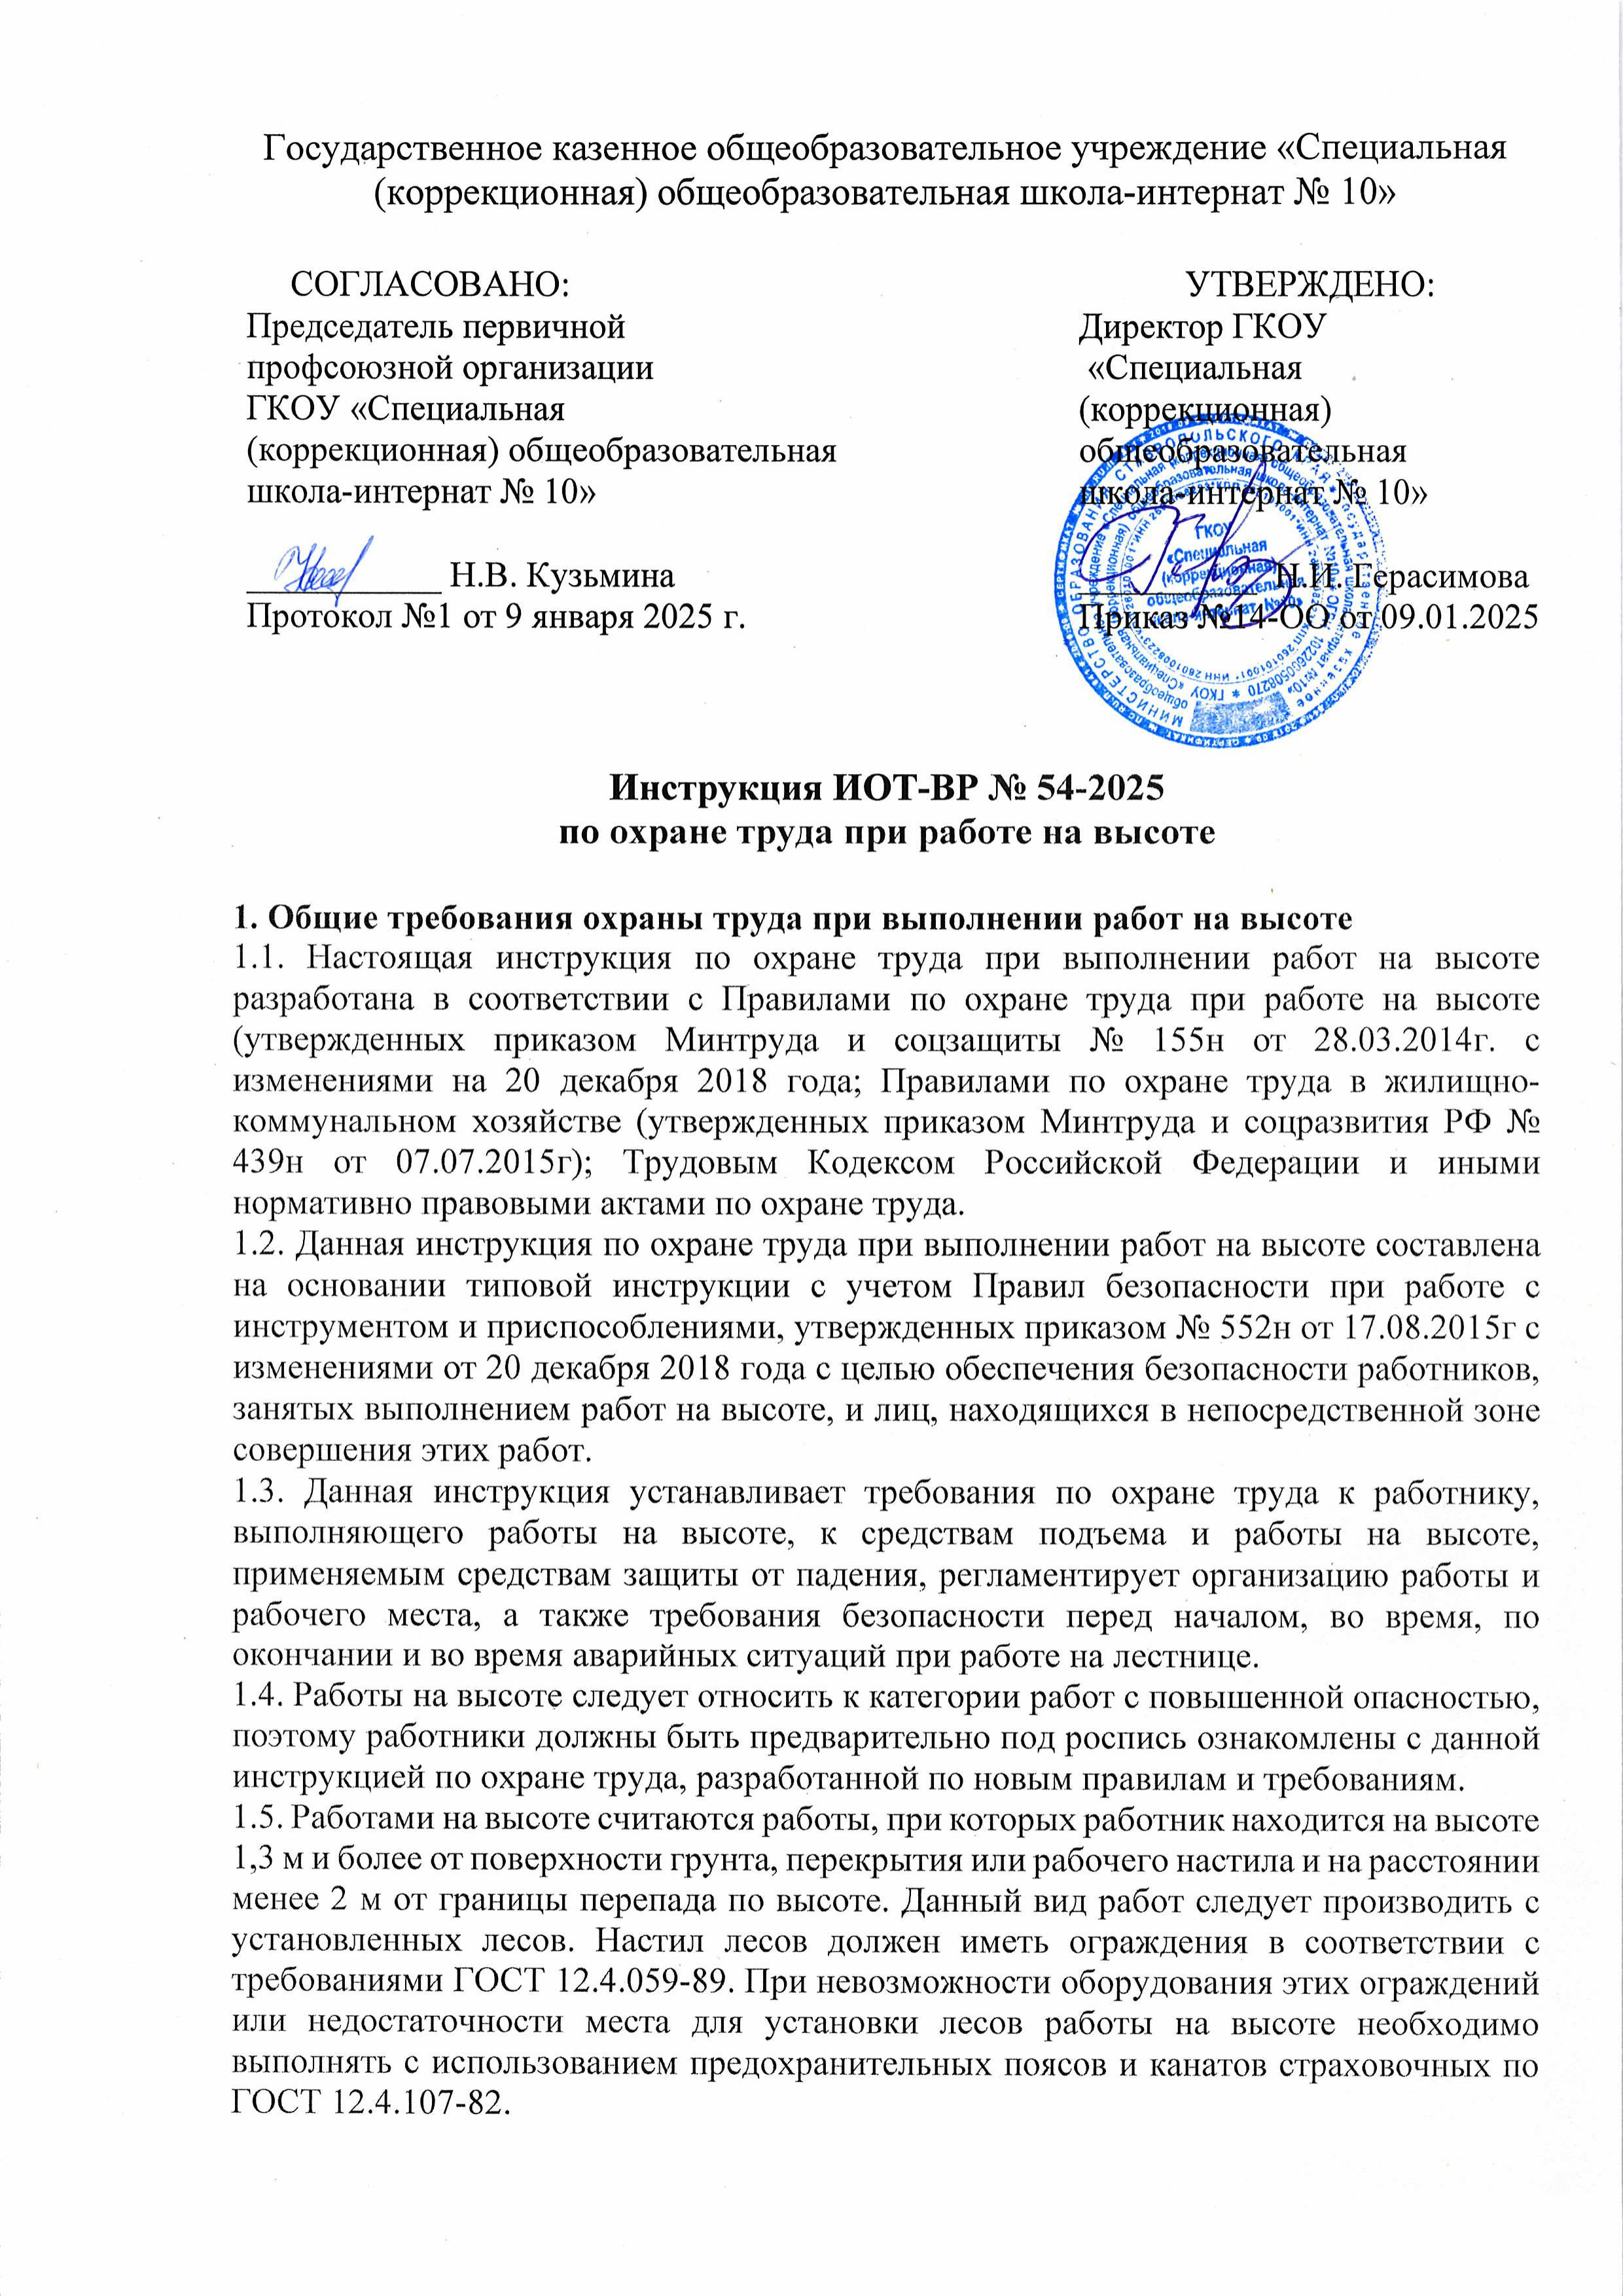 Государственное казенное общеобразовательное учреждение «Специальная
(коррекционная) общеобразовательная школа-интернат № 10»
СОГЛАСОВАНО:
Председатель первичной
профсоюзной организации
ГКОУ «Специальная
(коррекционная) общеобразовательная
школа-интернат № 10»
Н.В. Кузьмина
Протокол №1 от 9 января 2025 г.
УТВЕРЖДЕНО:
Директор ГКОУ
«Специальная
(коррекционная)
общеобразовательная
школа-интернат № 10»
Н.И. Герасимова
Приказ №14-ОО от 09.01.2025
ГКОУ
«Специальная
(коррекционная)
общеобразовательная
Инструкция ИОТ-ВР № 54-2025
по охране труда при работе на высоте
1. Общие требования охраны труда при выполнении работ на высоте
1.1. Настоящая инструкция по охране труда при выполнении работ на высоте
разработана в соответствии с Правилами по охране труда при работе на высоте
(утвержденных приказом Минтруда и соцзащиты № 155н от 28.03.2014г. с
изменениями на 20 декабря 2018 года; Правилами по охране труда в жилищно-
коммунальном хозяйстве (утвержденных приказом Минтруда и соцразвития РФ №
439н от 07.07.2015г); Трудовым Кодексом Российской Федерации и иными
нормативно правовыми актами по охране труда.
1.2. Данная инструкция по охране труда при выполнении работ на высоте составлена
на основании типовой инструкции с учетом Правил безопасности при работе с
инструментом и приспособлениями, утвержденных приказом № 552н от 17.08.2015г с
изменениями от 20 декабря 2018 года с целью обеспечения безопасности работников,
занятых выполнением работ на высоте, и лиц, находящихся в непосредственной зоне
совершения этих работ.
1.3. Данная инструкция устанавливает требования по охране труда к работнику,
выполняющего работы на высоте, к средствам подъема и работы на высоте,
применяемым средствам защиты от падения, регламентирует организацию работы и
рабочего места, а также требования безопасности перед началом, во время, по
окончании и во время аварийных ситуаций при работе на лестнице.
1.4. Работы на высоте следует относить к категории работ с повышенной опасностью,
поэтому работники должны быть предварительно под роспись ознакомлены с данной
инструкцией по охране труда, разработанной по новым правилам и требованиям.
1.5. Работами на высоте считаются работы, при которых работник находится на высоте
1,3 м и более от поверхности грунта, перекрытия или рабочего настила и на расстоянии
менее 2 м от границы перепада по высоте. Данный вид работ следует производить с
установленных лесов. Настил лесов должен иметь ограждения в соответствии с
требованиями ГОСТ 12.4.059-89. При невозможности оборудования этих ограждений
или недостаточности места для установки лесов работы на высоте необходимо
выполнять с использованием предохранительных поясов и канатов страховочных по
ГОСТ 12.4.107-82.